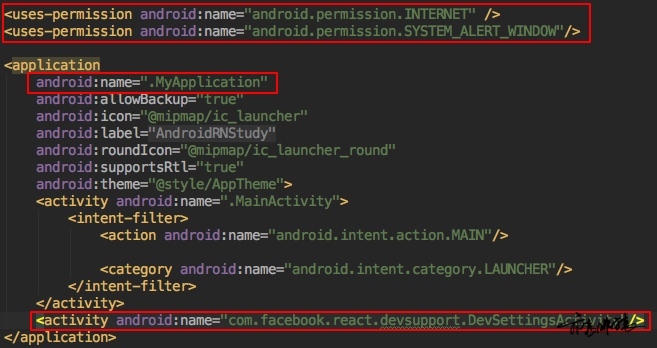 <uses-permission android:name="android.permission.INTERNET" />
<uses-permission android:name="android.permission.SYSTEM_ALERT_WINDOW"/>
<application
android:name=".MyApplication"
android:allowBackup="true"
android:icon="@mipmap/ic_launcher"
android:label="AndroidRNStudy"
android:roundIcon="@mipmap/ic_launcher_round"
android:supportsRtl="true"
android:theme="@style/AppTheme">
<activity android:name=".MainActivity">
<intent-filter>
<action android:name="android.intent.action.MAIN"/>
<category android:name="android.intent.category.LAUNCHER"/>
</intent-filter>
</activity>
<activity android:name="com.facebook.react.devsupport.DevSettingsActivity"/>
</application>